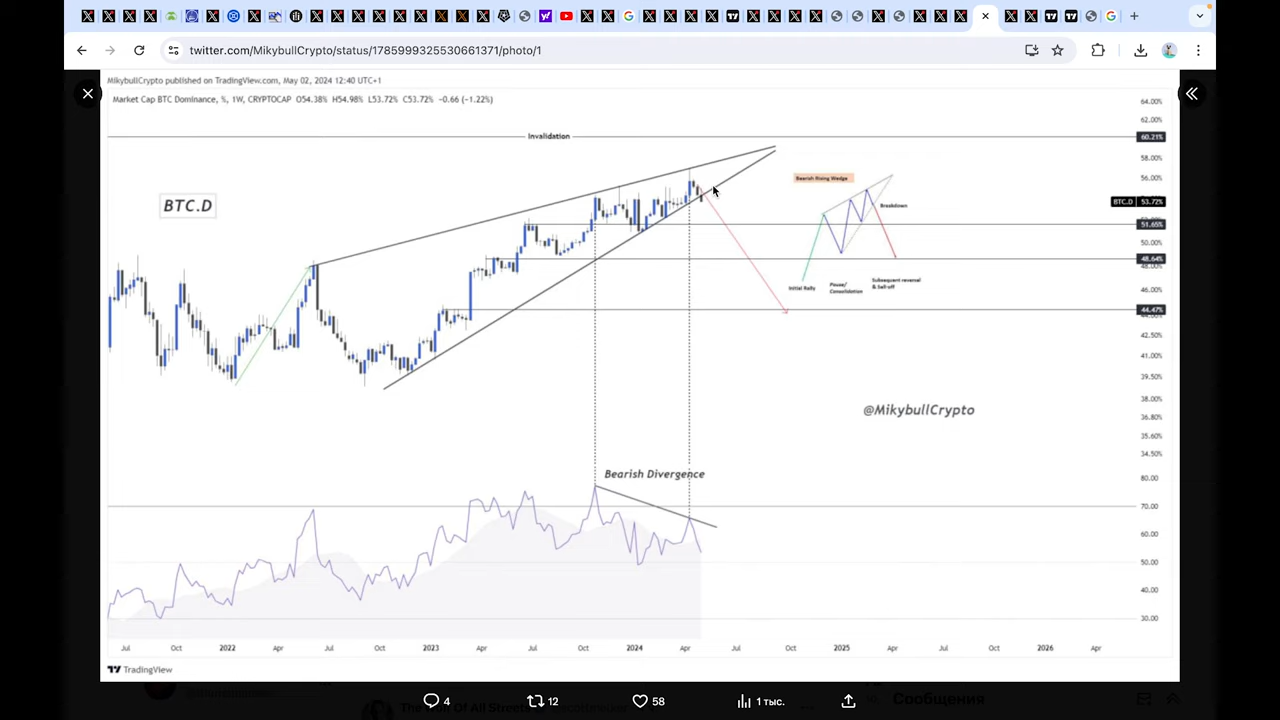 twitter.com/MikybullCrypto/status/1785999325530661371/photo/1
MikybullCrypto published on TradingView.com, May 02, 2024 12:40 UTC+1
Market Cap BTC Dominance, %, 1W, CRYPTOCAP O54.38% H54.98% L53.72% C53.72% −0.66 (−1.22%)
64.00%
62.00%
Invalidation
60.21%
58.00%
Bearish Rising Wedge
56.00%
BTC.D
Breakdown
BTC.D 53.72%
51.65%
50.00%
48.64%
48.00%
Initial Rally
Pause/
Consolidation
Subsequent reversal
& Sell-off
46.00%
44.47%
42.50%
41.00%
39.50%
38.00%
@MikybullCrypto
36.80%
35.60%
34.50%
Bearish Divergence
80.00
70.00
60.00
50.00
40.00
30.00
Jul Oct 2022 Apr Jul Oct 2023 Apr Jul Oct 2024 Apr Jul Oct 2025 Apr Jul Oct 2026 Apr
TradingView
4 12 58 1 тыс.
Сообщения